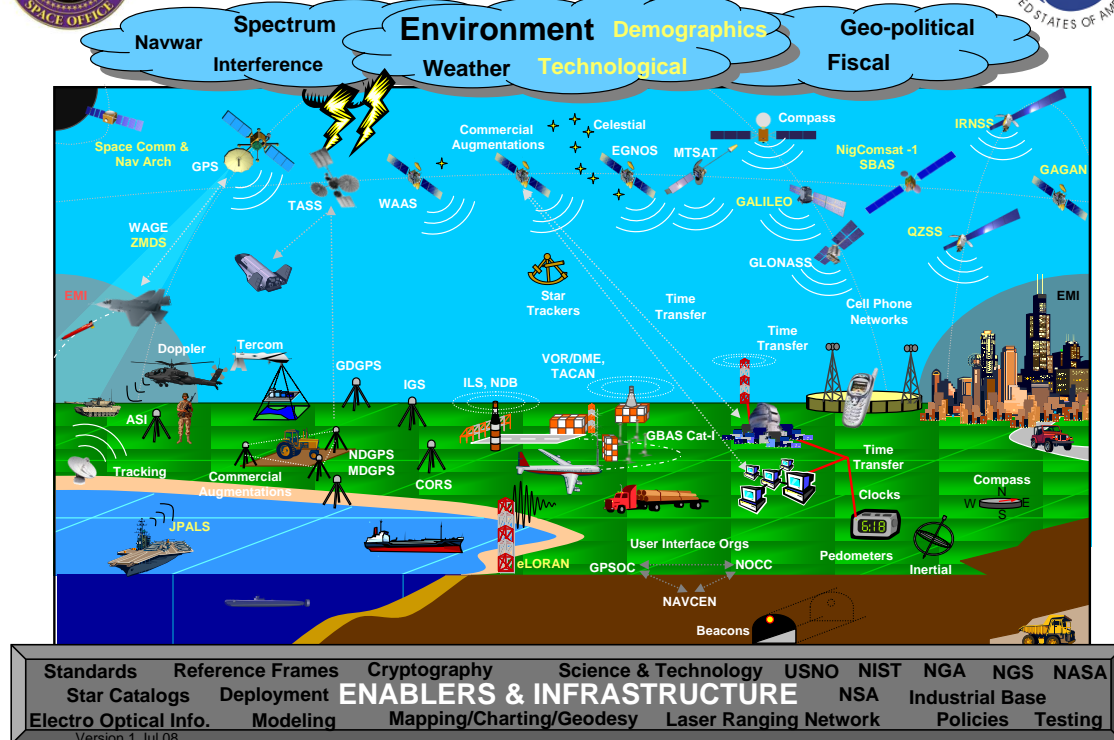 SPACE OFFICE
STATES OF AM
Spectrum
Navwar
Interference
Environment Demographics
Weather Technological
Geo-political
Fiscal
Space Comm &
Nav Arch
GPS
TASS
WAAS
Commercial
Augmentations
Celestial
EGNOS
MTSAT
Compass
GALILEO
GLONASS
NigComsat -1
SBAS
IRNSS
QZSS
GAGAN
WAGE
ZMDS
EMI
Star
Trackers
Time
Transfer
Time
Transfer
Cell Phone
Networks
EMI
Doppler
Tercom
GDGPS
IGS
ILS, NDB
VOR/DME,
TACAN
ASI
GBAS Cat-I
Tracking
Commercial
Augmentations
NDGPS
MDGPS
CORS
Time
Transfer
Clocks
6:18
Compass
W
N
E
S
JPALS
eLORAN
User Interface Orgs
GPSOC
NOCC
NAVCEN
Pedometers
Inertial
Beacons
Standards Reference Frames Cryptography Science & Technology USNO NIST NGA NGS NASA
Star Catalogs Deployment ENABLERS & INFRASTRUCTURE NSA Industrial Base
Electro Optical Info. Modeling Mapping/Charting/Geodesy Laser Ranging Network Policies Testing
Version 1 Jul 08